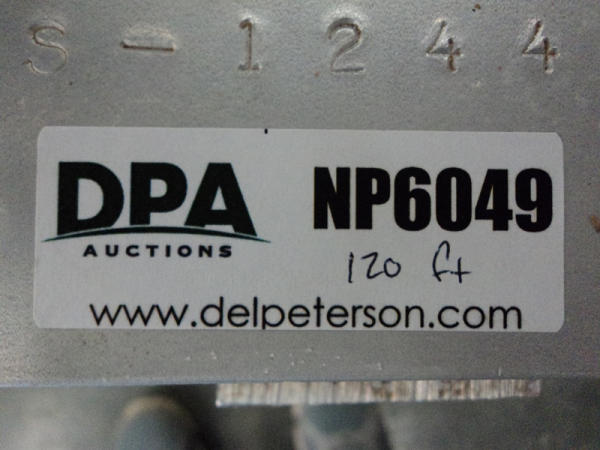 S-1244
DPA
AUCTIONS
NP6049
120 ft
www.delpeterson.com